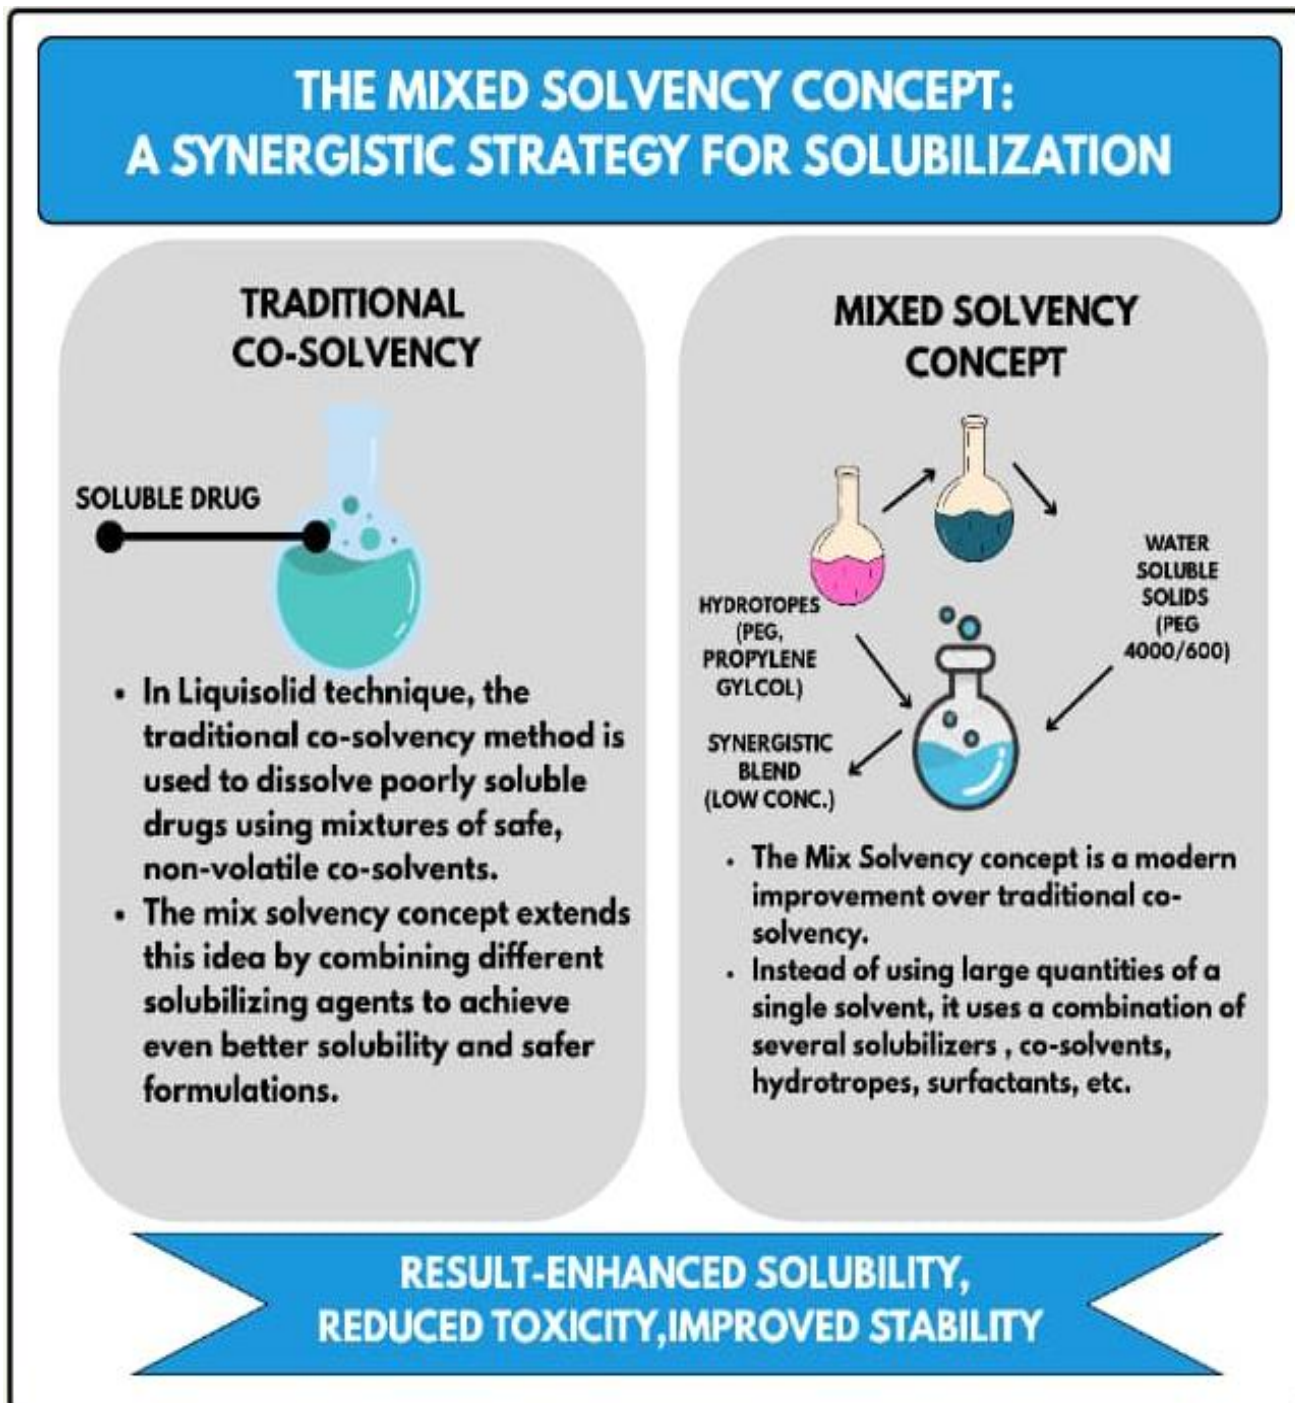 THE MIXED SOLVENCY CONCEPT:
A SYNERGISTIC STRATEGY FOR SOLUBILIZATION
TRADITIONAL
CO-SOLVENCY
SOLUBLE DRUG
• In Liquisolid technique, the
traditional co-solvency method is
used to dissolve poorly soluble
drugs using mixtures of safe,
non-volatile co-solvents.
• The mix solvency concept extends
this idea by combining different
solubilizing agents to achieve
even better solubility and safer
formulations.
MIXED SOLVENCY
CONCEPT
HYDROTOPES
(PEG,
PROPYLENE
GYLCOL)
WATER
SOLUBLE
SOLIDS
(PEG
4000/600)
SYNERGISTIC
BLEND
(LOW CONC.)
• The Mix Solvency concept is a modern
improvement over traditional co-
solvency.
• Instead of using large quantities of a
single solvent, it uses a combination of
several solubilizers , co-solvents,
hydrotropes, surfactants, etc.
RESULT-ENHANCED SOLUBILITY,
REDUCED TOXICITY,IMPROVED STABILITY